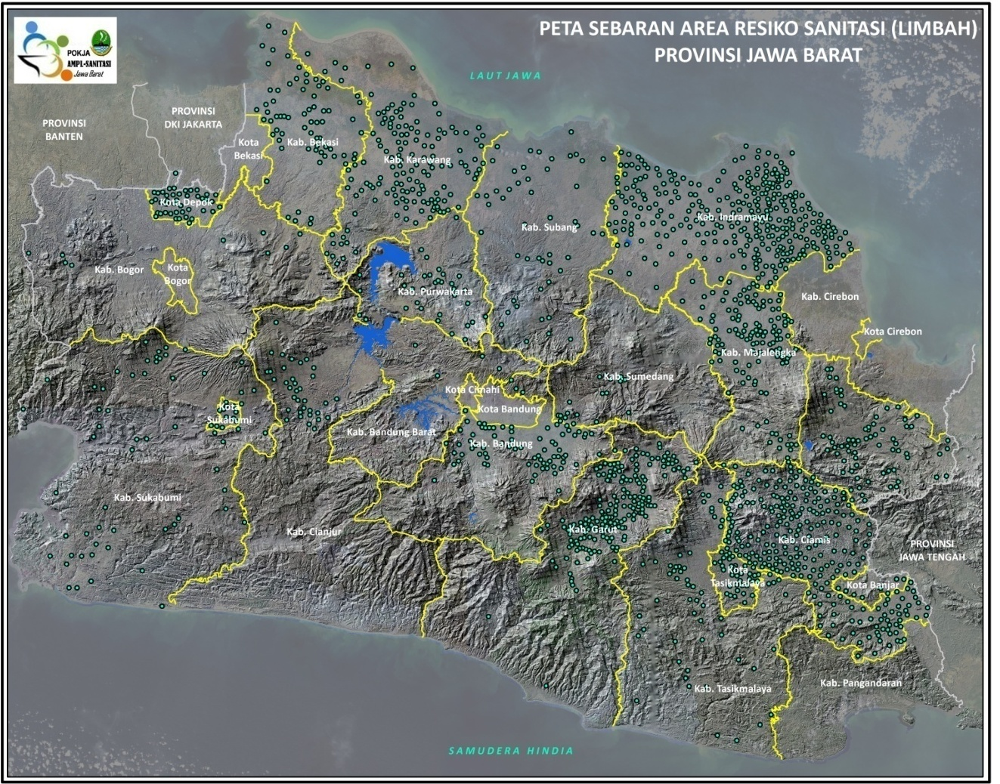 PETA SEBARAN AREA RESIKO SANITASI (LIMBAH)
PROVINSI JAWA BARAT
POKJA
AMPL-SANITASI
Jawa Barat
LAUT JAWA
PROVINSI
BANTEN
PROVINSI
DKI JAKARTA
Kota
Bekasi
Kab. Bekasi
Kab. Karawang
Kota Depok
Kab. Subang
Kab. Indramayu
Kab. Bogor
Kota
Bogor
Kab. Purwakarta
Kab. Cirebon
Kota Cirebon
Kab. Majalengka
Kab. Sumedang
Kota Cimahi
Kota Bandung
Kota
Sukabumi
Kab. Bandung Barat
Kab. Bandung
Kab. Sukabumi
Kab. Cianjur
Kab. Garut
Kab. Ciamis
PROVINSI
JAWA TENGAH
Kota
Tasikmalaya
Kota Banjar
Kab. Tasikmalaya
Kab. Pangandaran
SAMUDERA HINDIA